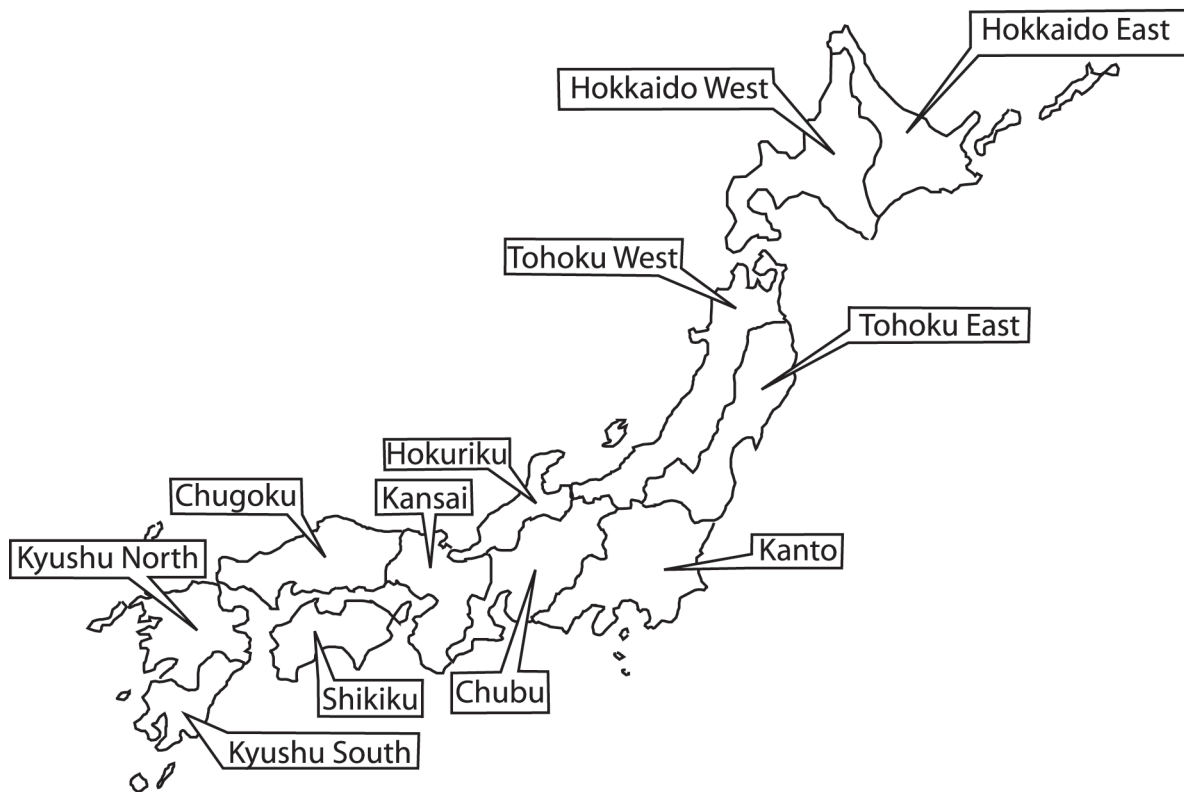 Hokkaido East
Hokkaido West
Tohoku West
Tohoku East
Hokuriku
Chugoku
Kansai
Kyushu North
Kanto
Shikiku
Chubu
Kyushu South